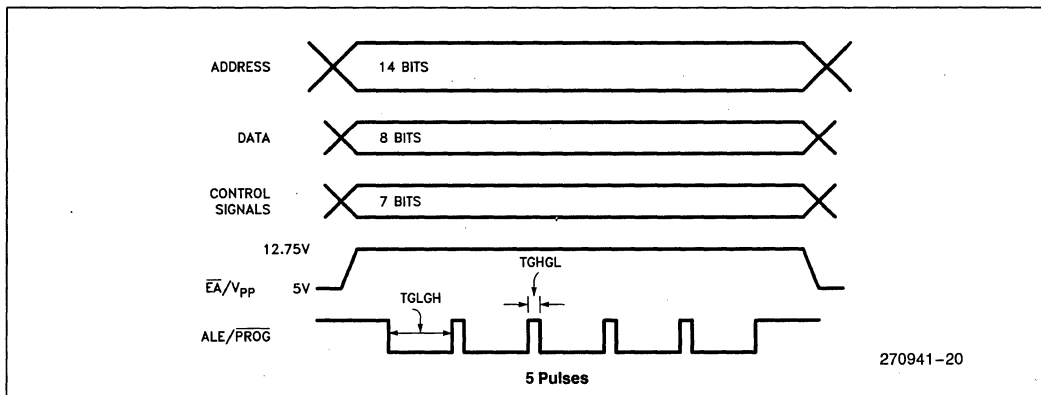 ADDRESS
14 BITS
DATA
8 BITS
CONTROL
SIGNALS
7 BITS
12.75V
EA/VPP
5V
TGHGL
TGLGH
ALE/PROG
5 Pulses
270941-20